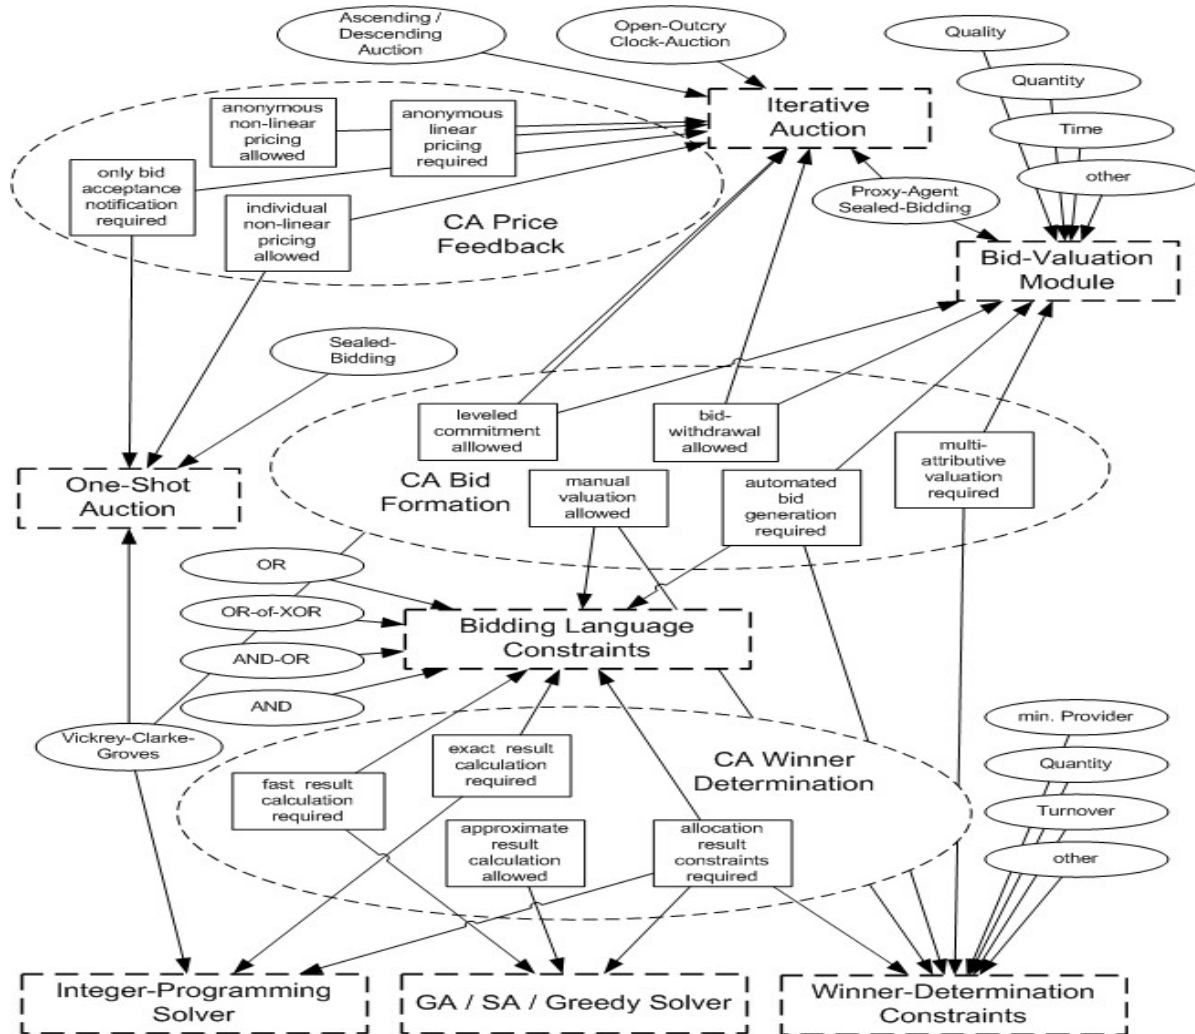 Ascending /
Descending
Auction
Open-Outcry
Clock-Auction
Quality
Quantity
Time
other
Iterative
Auction
anonymous
non-linear
pricing
allowed
anonymous
linear
pricing
required
only bid
acceptance
notification
required
individual
non-linear
pricing
allowed
CA Price
Feedback
Proxy-Agent
Sealed-Bidding
Bid-Valuation
Module
Sealed-
Bidding
leveled
commitment
alllowed
bid-
withdrawal
allowed
multi-
attributive
valuation
required
One-Shot
Auction
CA Bid
Formation
manual
valuation
allowed
automated
bid
generation
required
OR
OR-of-XOR
AND-OR
AND
Bidding Language
Constraints
Vickrey-Clarke-
Groves
min. Provider
Quantity
Turnover
other
exact result
calculation
required
fast result
calculation
required
CA Winner
Determination
approximate
result
calculation
allowed
allocation
result
constraints
required
Integer-Programming
Solver
GA / SA / Greedy Solver
Winner-Determination
Constraints